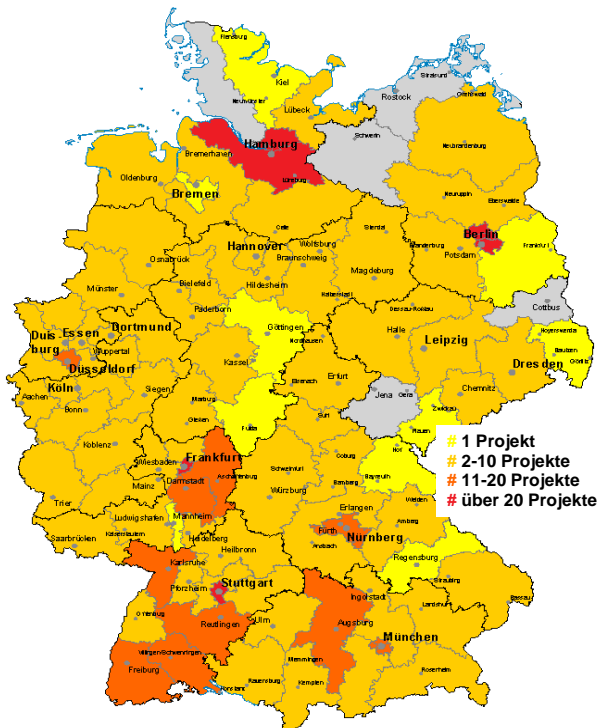 Flensburg
Kiel
Stralsund
Rostock
Greifswald
Neumünster
Lübeck
Schwerin
Hamburg
Bremerhaven
Neubrandenburg
Lüneburg
Oldenburg
Bremen
Neuruppin
Eberswalde
Celle
Stendal
Berlin
Hannover
Wolfsburg
Brandenburg
Frankfurt
Osnabrück
Braunschweig
Potsdam
Magdeburg
Münster
Bielefeld
Hildesheim
Halberstadt
Cottbus
Paderborn
Dessau-Roßlau
Duis
burg
Essen
Dortmund
Göttingen
Halle
Leipzig
Hoyerswerda
Wuppertal
Nordhausen
Bautzen
Düsseldorf
Kassel
Dresden
Görlitz
Köln
Siegen
Eisenach
Erfurt
Chemnitz
Aachen
Marburg
Jena
Gera
Bonn
Zwickau
Gießen
Suhl
Fulda
Plauen
Koblenz
Hof
Wiesbaden
Frankfurt
Coburg
Schweinfurt
Aschaffenburg
Bayreuth
Mainz
Darmstadt
Bamberg
Würzburg
Trier
Weiden
Erlangen
Ludwigshafen
Mannheim
Fürth
Amberg
Kaiserslautern
Saarbrücken
Heidelberg
Nürnberg
Ansbach
Heilbronn
Regensburg
Karlsruhe
Straubing
Pforzheim
Stuttgart
Ingolstadt
Passau
Landshut
Offenburg
Reutlingen
Ulm
Augsburg
München
Villingen/Schwenningen
Memmingen
Freiburg
Rosenheim
Ravensburg
Kempten
Konstanz
# 1 Projekt
# 2-10 Projekte
# 11-20 Projekte
# über 20 Projekte